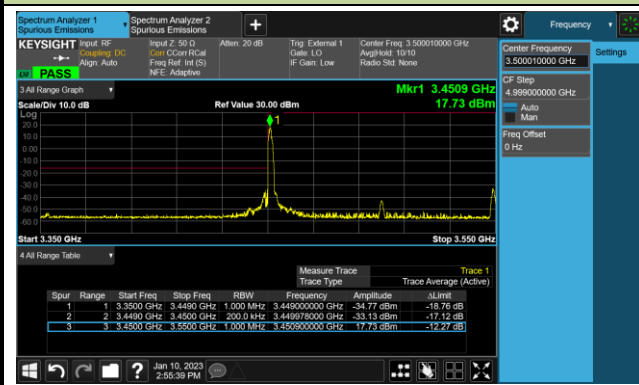 Spectrum Analyzer 1
Spurious Emissions
Spectrum Analyzer 2
Spurious Emissions
Frequency
KEYSIGHT
Input: RF
Coupling: DC
Align: Auto
Input Z: 50 Ω
Corr CCorr RCal
Freq Ref: Int (S)
NFE: Adaptive
Atten: 20 dB
Trig: External 1
Gate: LO
IF Gain: Low
Center Freq: 3.500010000 GHz
Avg|Hold: 10/10
Radio Std: None
PASS
3 All Range Graph
Scale/Div 10.0 dB
Ref Value 30.00 dBm
Mkr1 3.4509 GHz
17.73 dBm
Log
20.0
10.0
0.00
-10.0
-20.0
-30.0
-40.0
-50.0
-60.0
1
Start 3.350 GHz
Stop 3.550 GHz
4 All Range Table
Measure Trace Trace 1
Trace Type Trace Average (Active)
Spur Range Start Freq Stop Freq RBW Frequency Amplitude ΔLimit
1 1 3.3500 GHz 3.4490 GHz 1.000 MHz 3.449000000 GHz -34.77 dBm -18.76 dB
2 2 3.4490 GHz 3.4500 GHz 200.0 kHz 3.449978000 GHz -33.13 dBm -17.12 dB
3 3 3.4500 GHz 3.5500 GHz 1.000 MHz 3.450900000 GHz 17.73 dBm -12.27 dB
Center Frequency
3.500010000 GHz
Settings
CF Step
4.999000000 GHz
Auto
Man
Freq Offset
0 Hz
?
Jan 10, 2023
2:55:39 PM